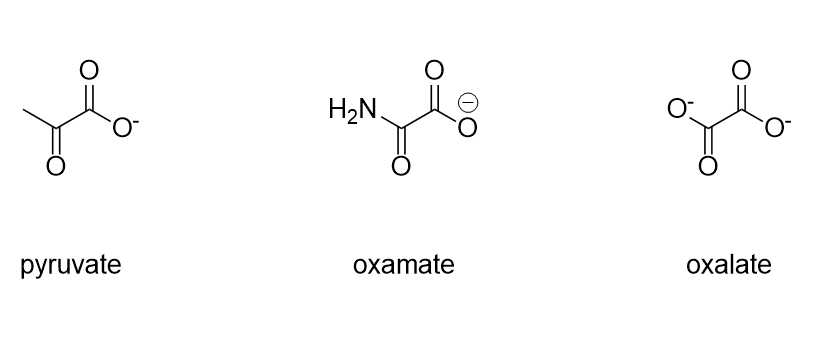 O O O
H₂N ⊖ O⁻
O⁻ O O⁻
O O O
pyruvate oxamate oxalate